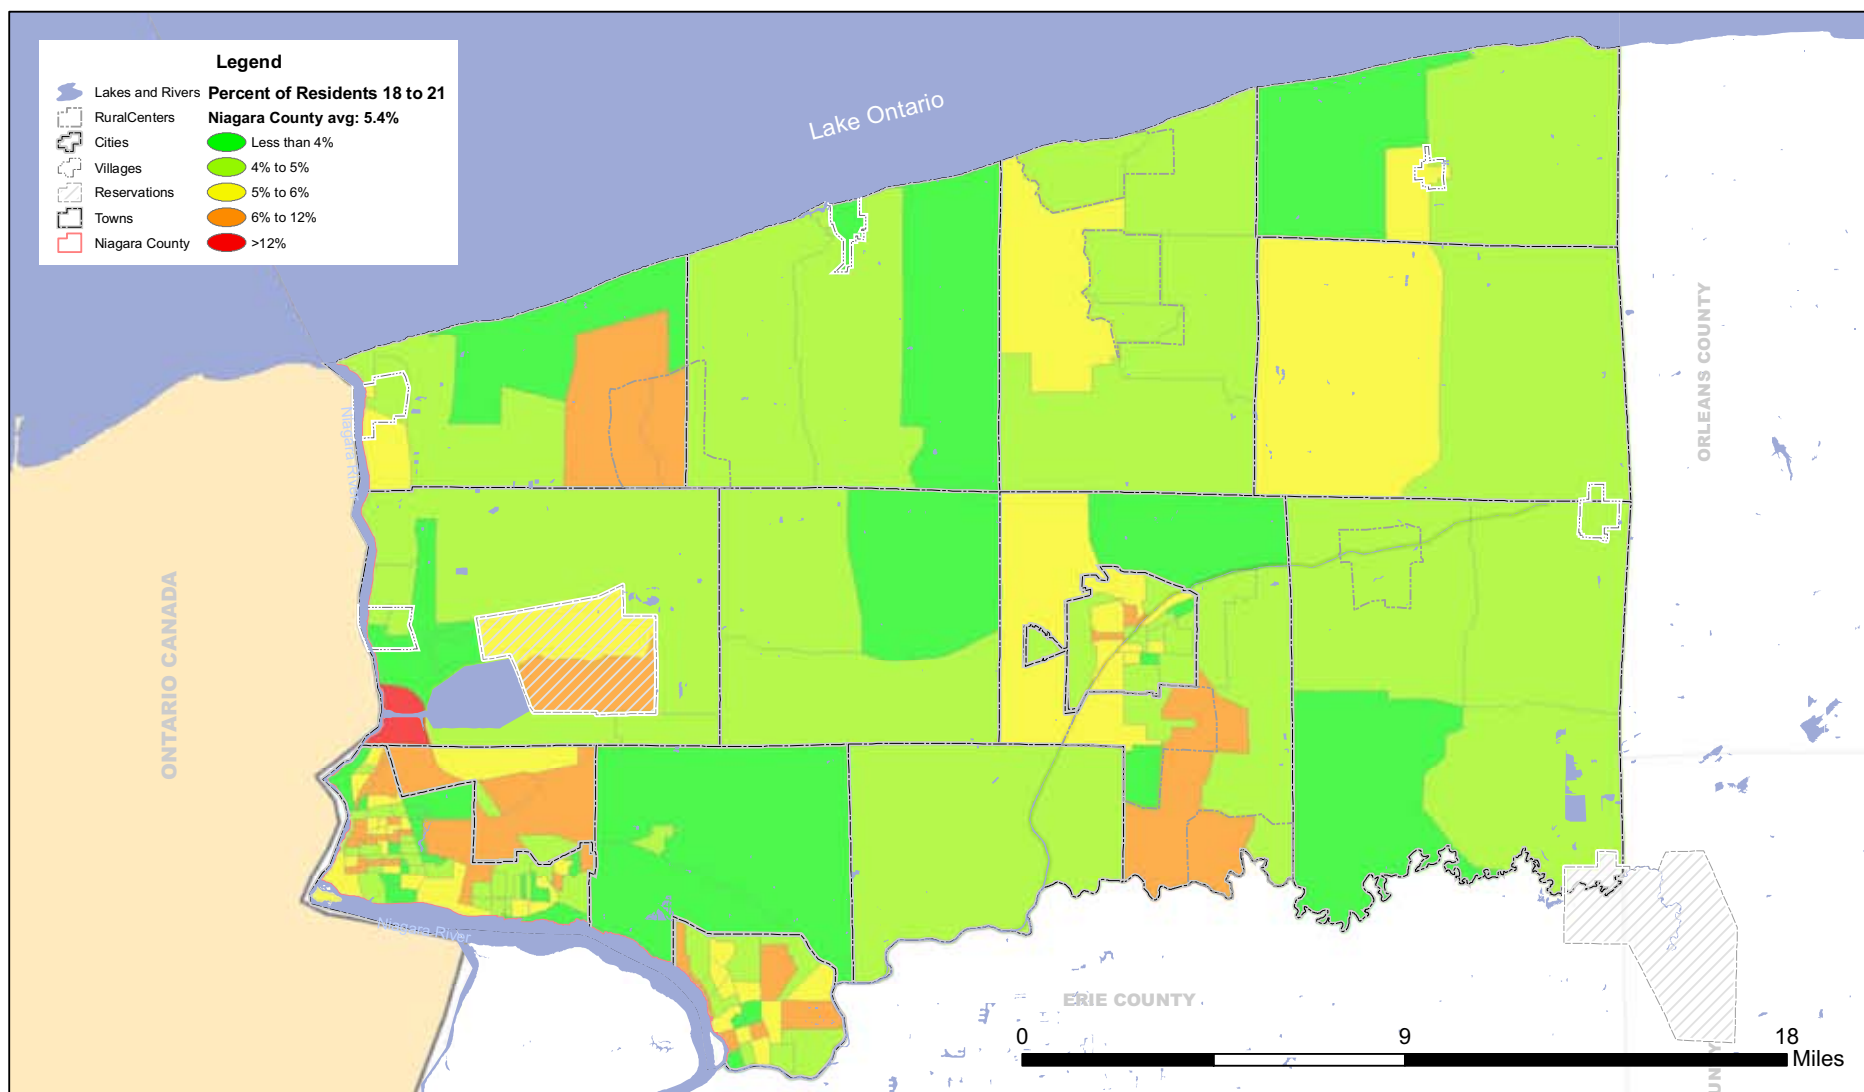 Legend
Lakes and Rivers
RuralCenters
Cities
Villages
Reservations
Towns
Niagara County
Percent of Residents 18 to 21
Niagara County avg: 5.4%
Less than 4%
4% to 5%
5% to 6%
6% to 12%
>12%
Lake Ontario
Niagara River
ONTARIO CANADA
ORLEANS COUNTY
Niagara River
ERIE COUNTY
0 9 18
Miles